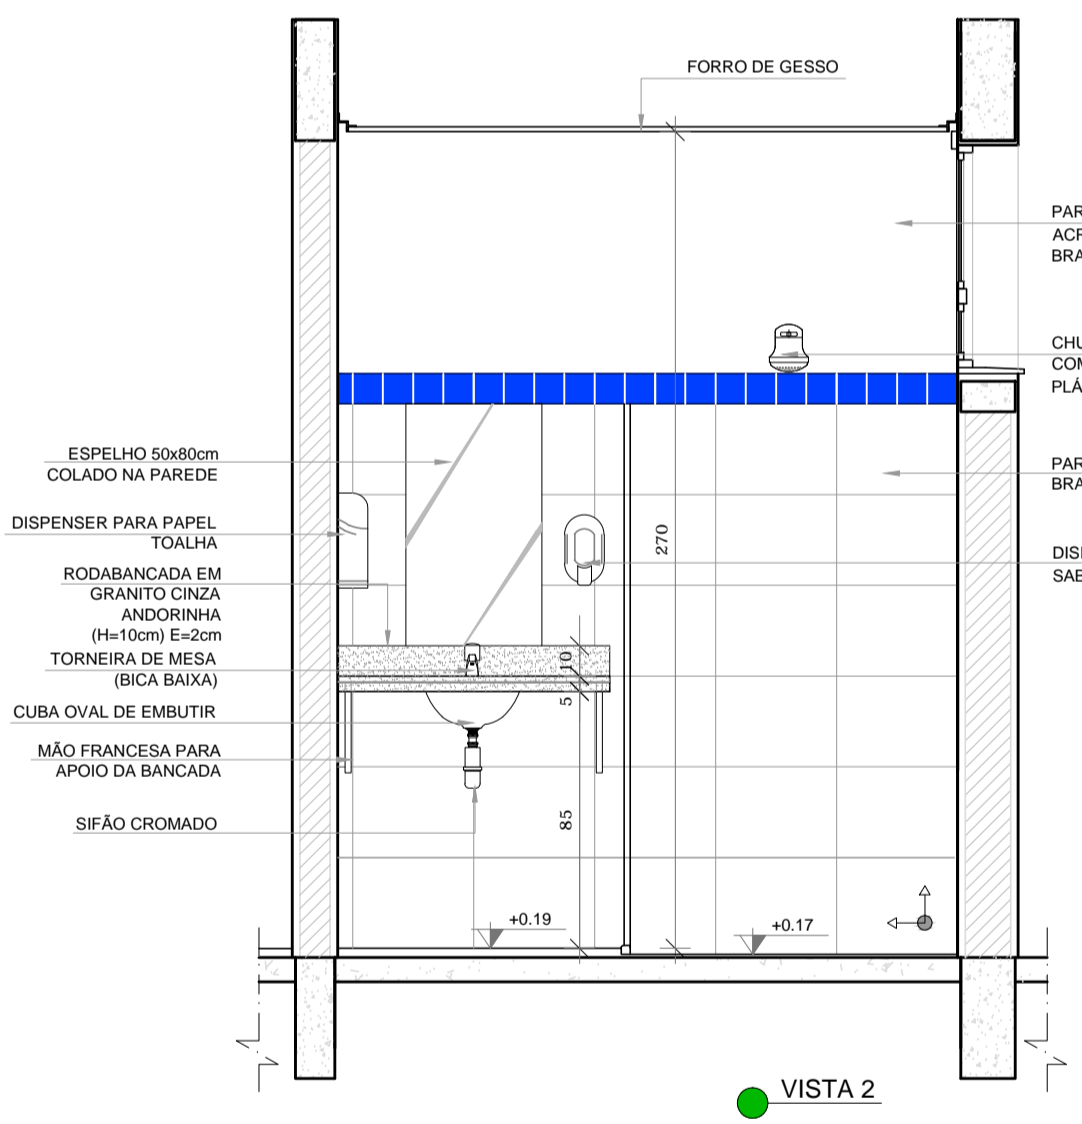 FORRO DE GESSO
PAR
ACR
BRA
CHU
COM
PLÁ
ESPELHO 50x80cm
COLADO NA PAREDE
PAR
BRA
DISPENSER PARA PAPEL
TOALHA
270
DISP
SAB
RODABANCADA EM
GRANITO CINZA
ANDORINHA
(H=10cm) E=2cm
TORNEIRA DE MESA
(BICA BAIXA)
10
5
CUBA OVAL DE EMBUTIR
MÃO FRANCESA PARA
APOIO DA BANCADA
SIFÃO CROMADO
85
+0.19
+0.17
VISTA 2